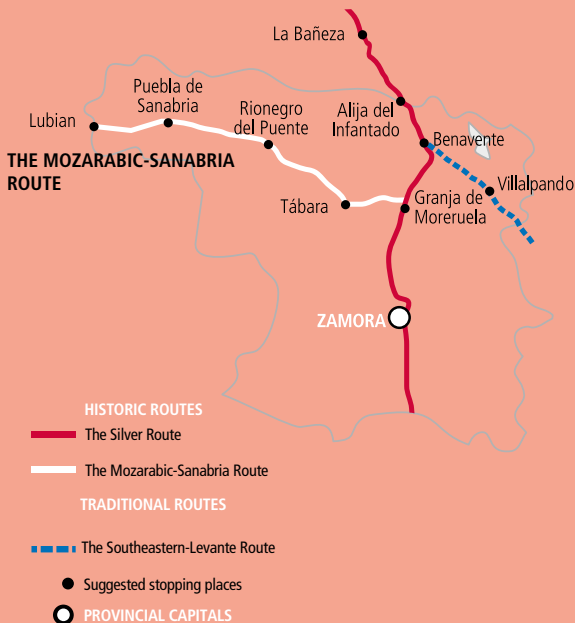 La Bañeza
Puebla de
Sanabria
Lubian
Rionegro
del Puente
Alija del
Infantado
Benavente
THE MOZARABIC-SANABRIA
ROUTE
Villalpando
Tábara
Granja de
Moreruela
ZAMORA
HISTORIC ROUTES
The Silver Route
The Mozarabic-Sanabria Route
TRADITIONAL ROUTES
The Southeastern-Levante Route
Suggested stopping places
PROVINCIAL CAPITALS